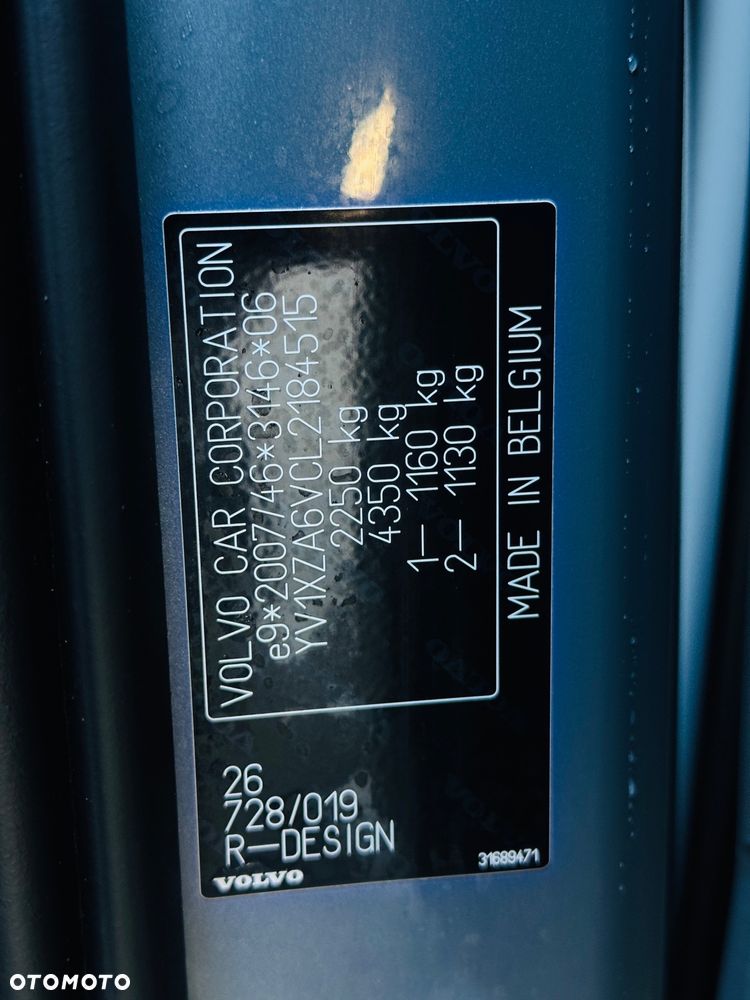 VOLVO CAR CORPORATION
e9*2007/46*3146*06
YV1XZA6VCL2184515
2250 kg
4350 kg
1— 1160 kg
2— 1130 kg
MADE IN BELGIUM
26
728/019
R—DESIGN
VOLVO
31689471
OTOMOTO